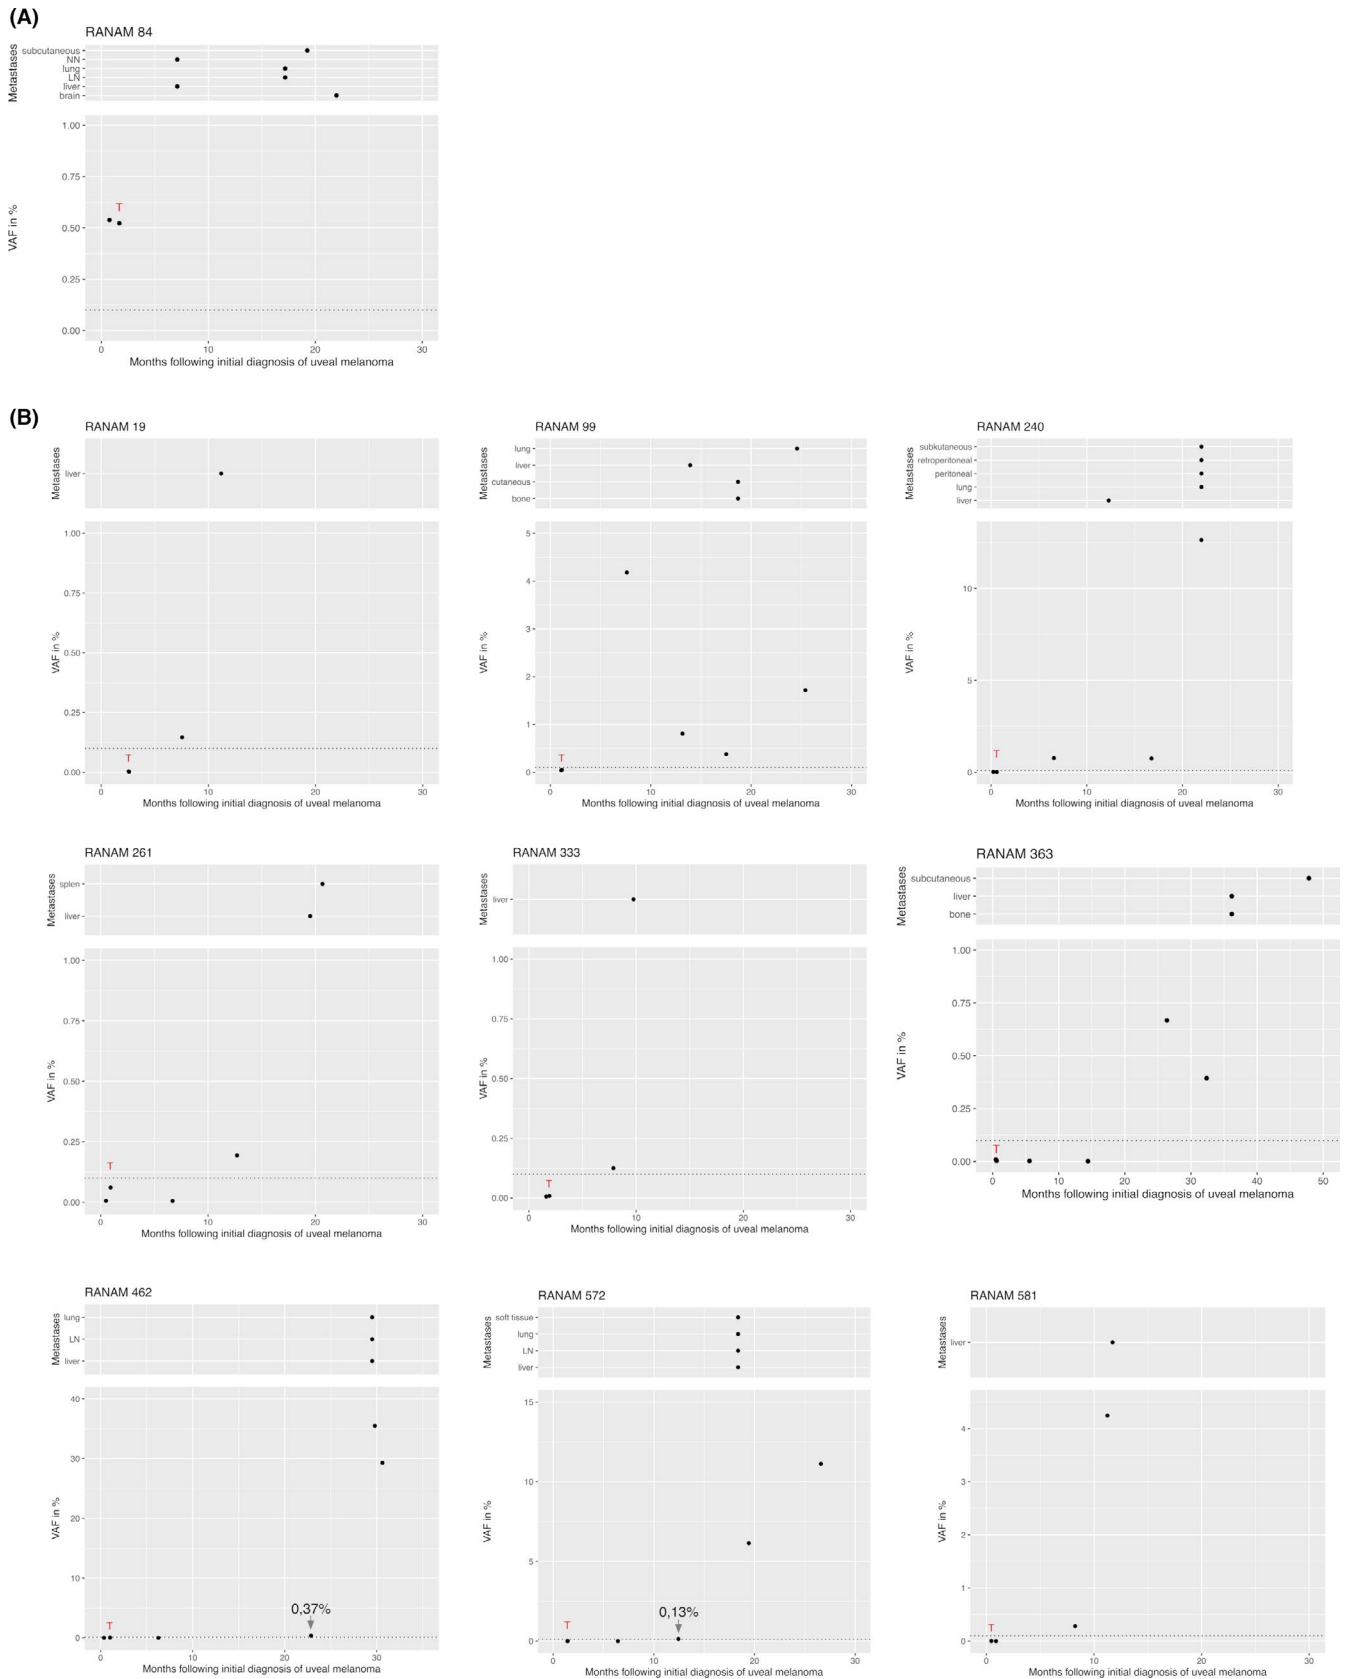 (A)
RANAM 84
Metastases
subcutaneous
NN
lung
LN
liver
brain
VAF in %
1.00
0.75
T
0.50
0.25
0.00
0 10 20 30
Months following initial diagnosis of uveal melanoma
(B)
RANAM 19
Metastases
liver
VAF in %
1.00
0.75
0.50
0.25
T
0.00
0 10 20 30
Months following initial diagnosis of uveal melanoma
RANAM 99
Metastases
lung
liver
cutaneous
bone
VAF in %
5
4
3
2
1
T
0
0 10 20 30
Months following initial diagnosis of uveal melanoma
RANAM 240
Metastases
subkutaneous
retroperitoneal
peritoneal
lung
liver
VAF in %
10
5
T
0
0 10 20 30
Months following initial diagnosis of uveal melanoma
RANAM 261
Metastases
splen
liver
VAF in %
1.00
0.75
0.50
0.25
T
0.00
0 10 20 30
Months following initial diagnosis of uveal melanoma
RANAM 333
Metastases
liver
VAF in %
1.00
0.75
0.50
0.25
T
0.00
0 10 20 30
Months following initial diagnosis of uveal melanoma
RANAM 363
Metastases
subcutaneous
liver
bone
VAF in %
1.00
0.75
0.50
0.25
T
0.00
0 10 20 30 40 50
Months following initial diagnosis of uveal melanoma
RANAM 462
Metastases
lung
LN
liver
VAF in %
40
30
20
10
0,37%
T
0
0 10 20 30
Months following initial diagnosis of uveal melanoma
RANAM 572
Metastases
soft tissue
lung
LN
liver
VAF in %
15
10
5
0,13%
T
0
0 10 20 30
Months following initial diagnosis of uveal melanoma
RANAM 581
Metastases
liver
VAF in %
4
3
2
1
T
0
0 10 20 30
Months following initial diagnosis of uveal melanoma